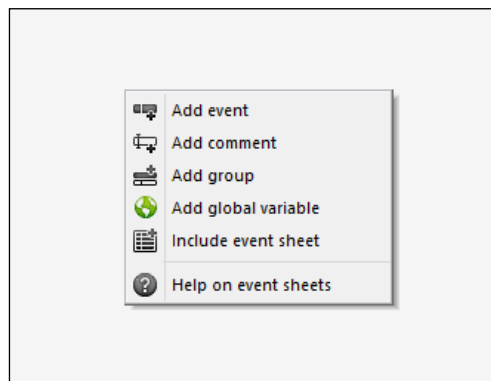 Add event
Add comment
Add group
Add global variable
Include event sheet
Help on event sheets